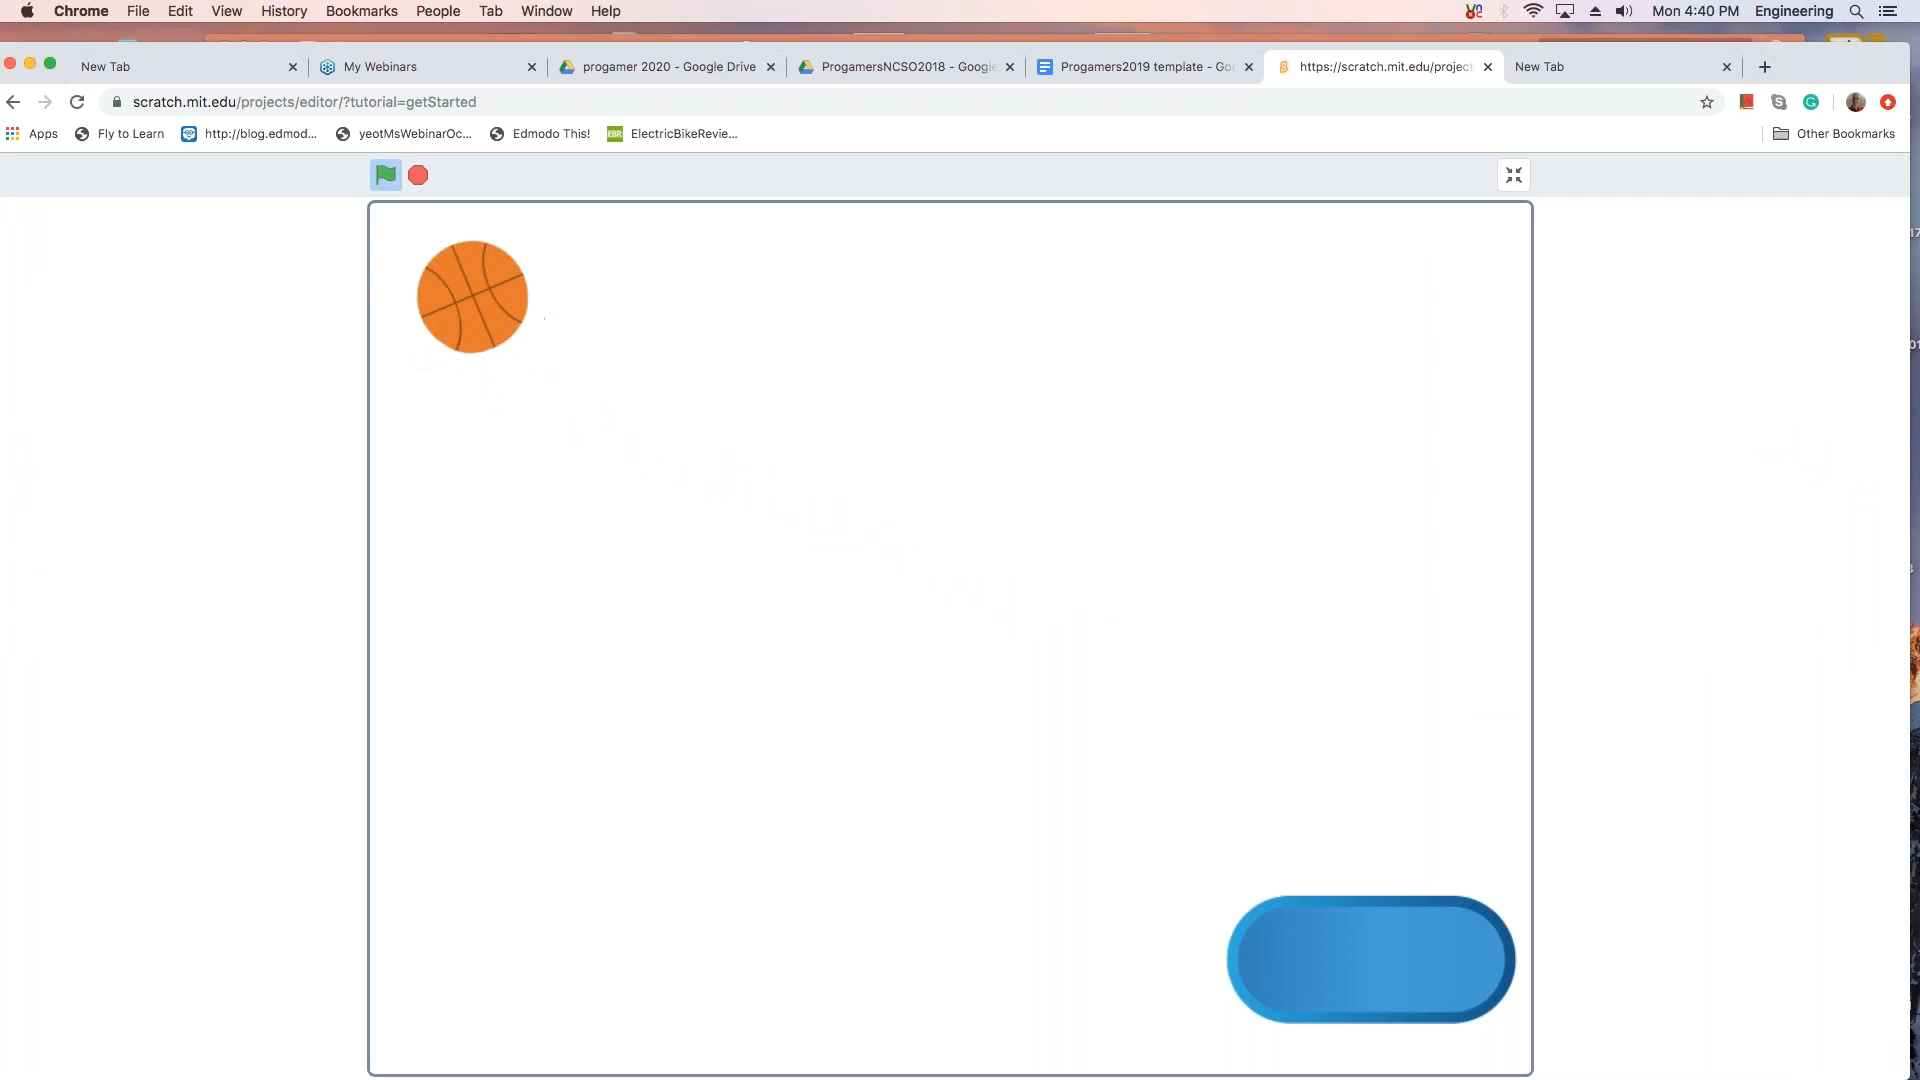 Chrome File Edit View History Bookmarks People Tab Window Help Mon 4:40 PM Engineering
New Tab My Webinars progamer 2020 - Google Drive ProgamersNCSO2018 - Google Progamers2019 template - Go https://scratch.mit.edu/project New Tab
scratch.mit.edu/projects/editor/?tutorial=getStarted
Apps Fly to Learn http://blog.edmod... yeotMsWebinarOc... Edmodo This! EBR ElectricBikeRevie... Other Bookmarks